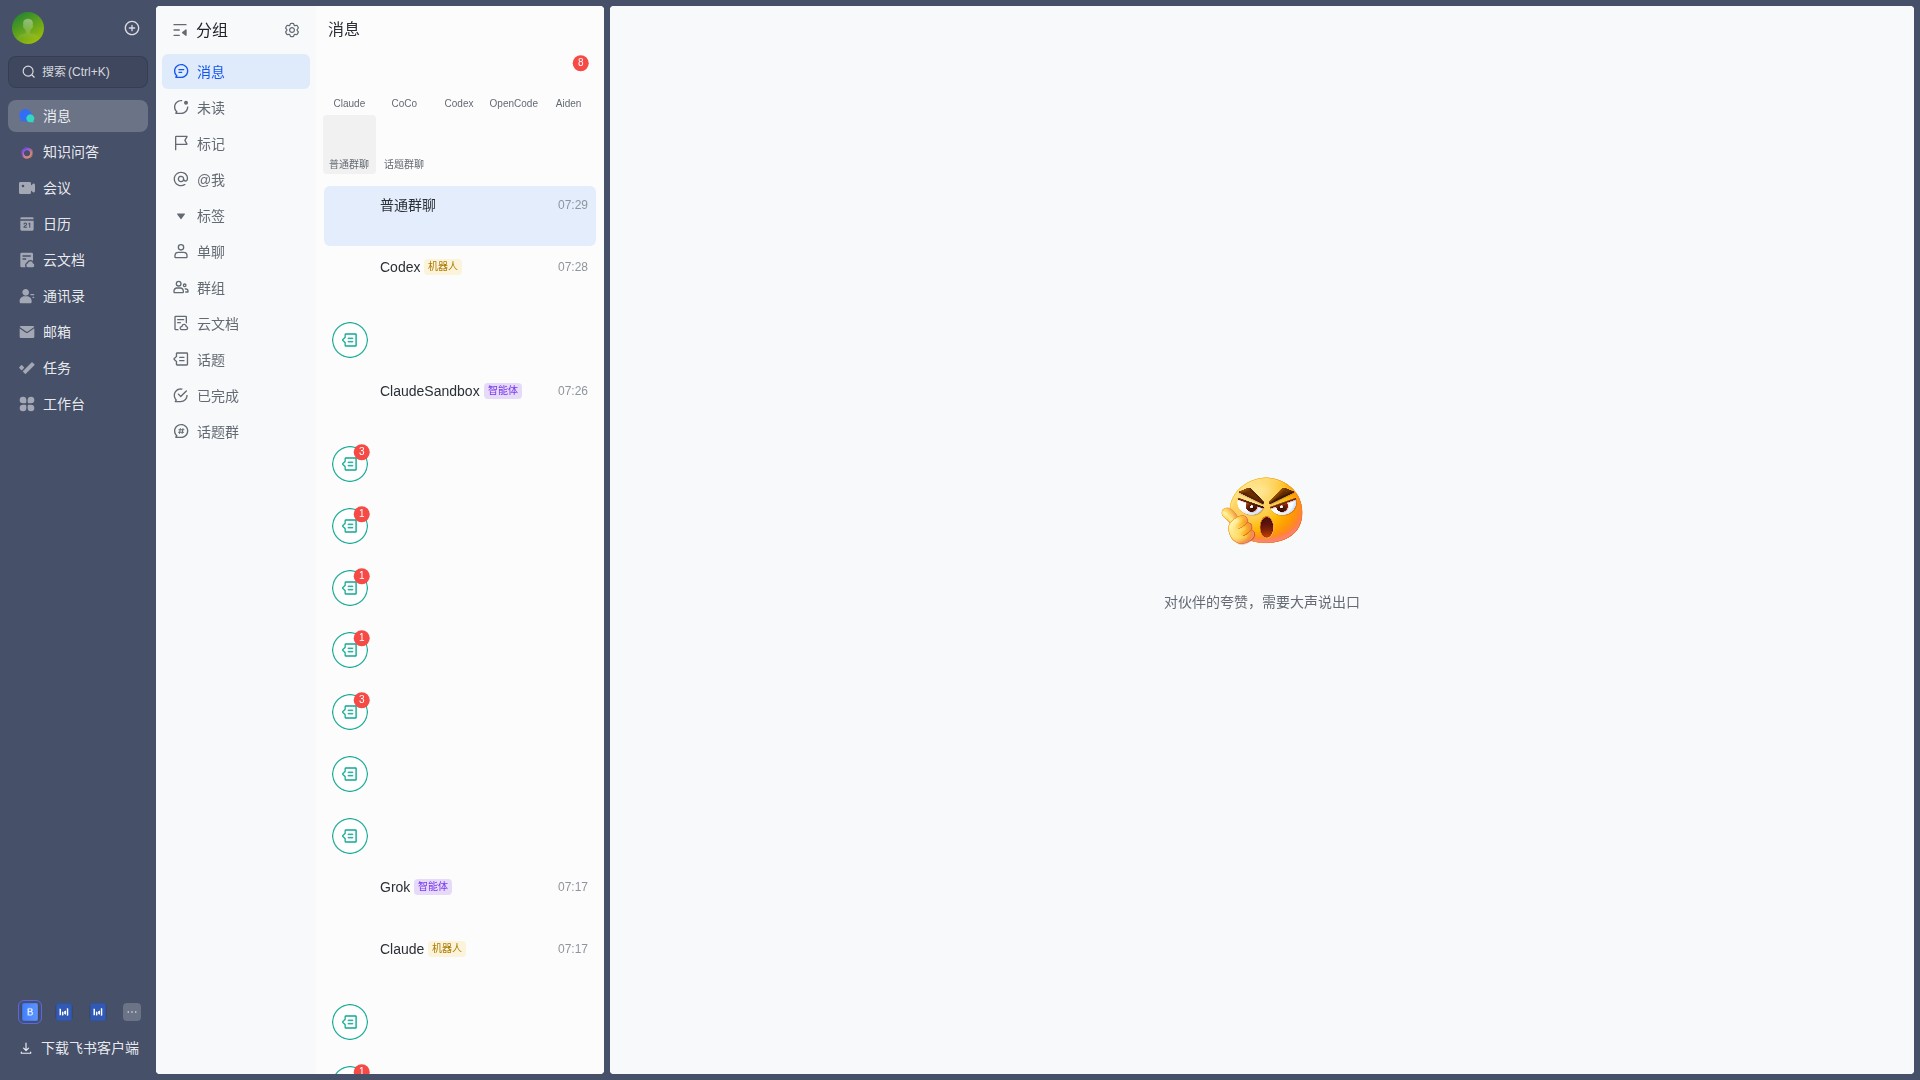 搜索 (Ctrl+K)
消息
知识问答
会议
日历
云文档
通讯录
邮箱
任务
工作台
B
下载飞书客户端
分组
消息
未读
标记
@我
标签
单聊
群组
云文档
话题
已完成
话题群
消息
8
Claude CoCo Codex OpenCode Aiden
普通群聊 话题群聊
普通群聊 07:29
Codex 机器人 07:28
ClaudeSandbox 智能体 07:26
3
1
1
1
3
Grok 智能体 07:17
Claude 机器人 07:17
1
对伙伴的夸赞，需要大声说出口